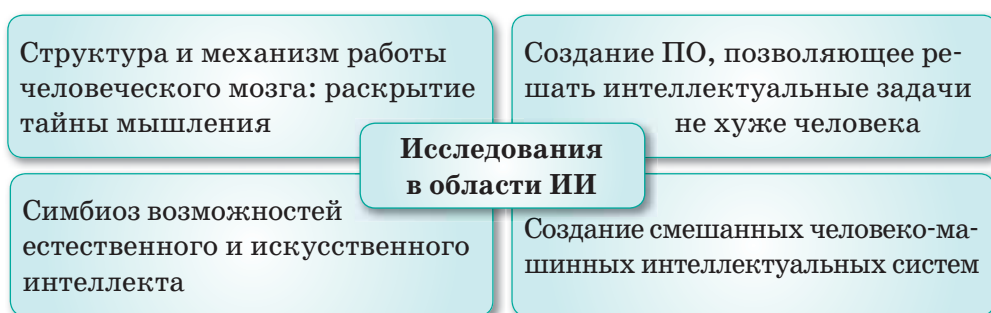 Структура и механизм работы
человеческого мозга: раскрытие
тайны мышления
Создание ПО, позволяющее ре-
шать интеллектуальные задачи
не хуже человека
Исследования
в области ИИ
Симбиоз возможностей
естественного и искусственного
интеллекта
Создание смешанных человеко-ма-
шинных интеллектуальных систем